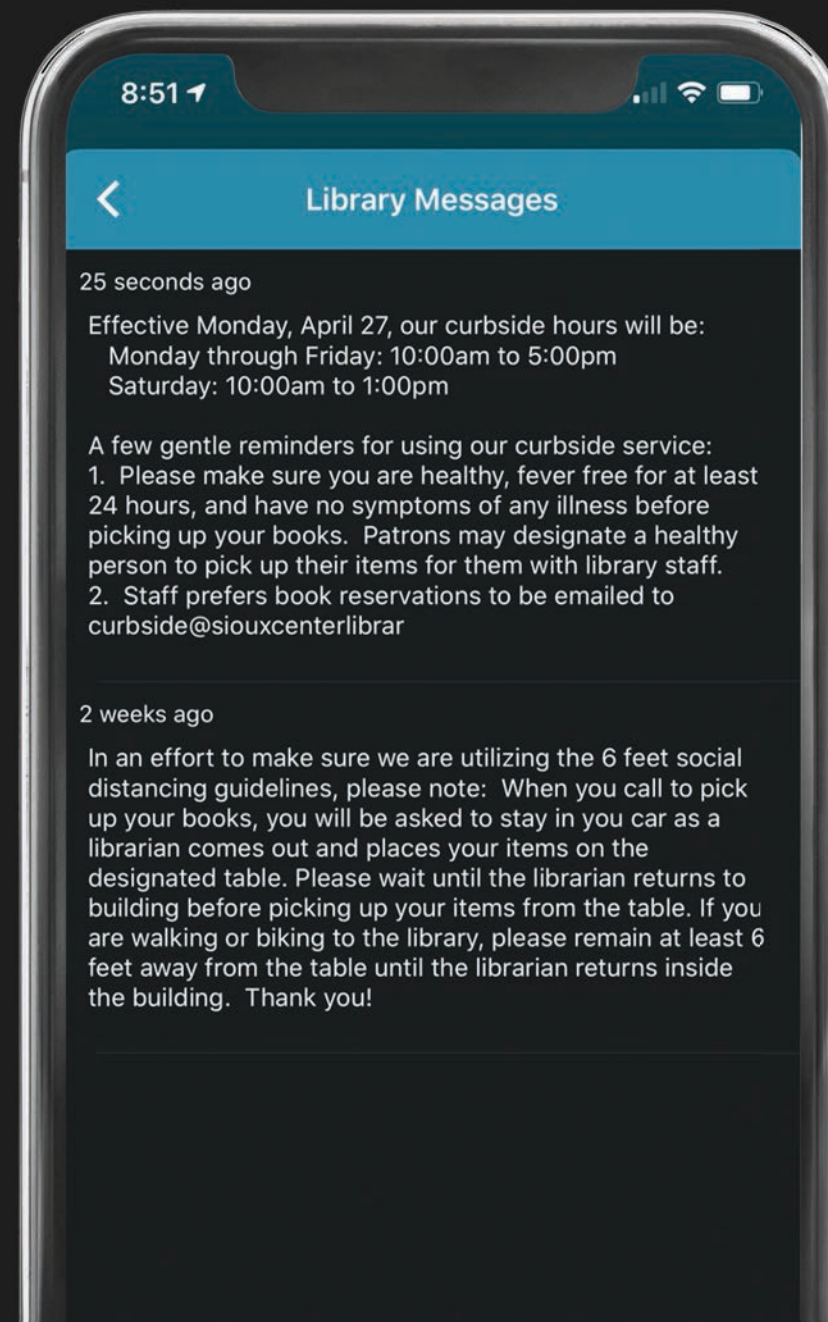 8:51
Library Messages
25 seconds ago
Effective Monday, April 27, our curbside hours will be:
Monday through Friday: 10:00am to 5:00pm
Saturday: 10:00am to 1:00pm
A few gentle reminders for using our curbside service:
1.  Please make sure you are healthy, fever free for at least
24 hours, and have no symptoms of any illness before
picking up your books.  Patrons may designate a healthy
person to pick up their items for them with library staff.
2.  Staff prefers book reservations to be emailed to
curbside@siouxcenterlibrar
2 weeks ago
In an effort to make sure we are utilizing the 6 feet social
distancing guidelines, please note:  When you call to pick
up your books, you will be asked to stay in you car as a
librarian comes out and places your items on the
designated table. Please wait until the librarian returns to
building before picking up your items from the table. If you
are walking or biking to the library, please remain at least 6
feet away from the table until the librarian returns inside
the building.  Thank you!